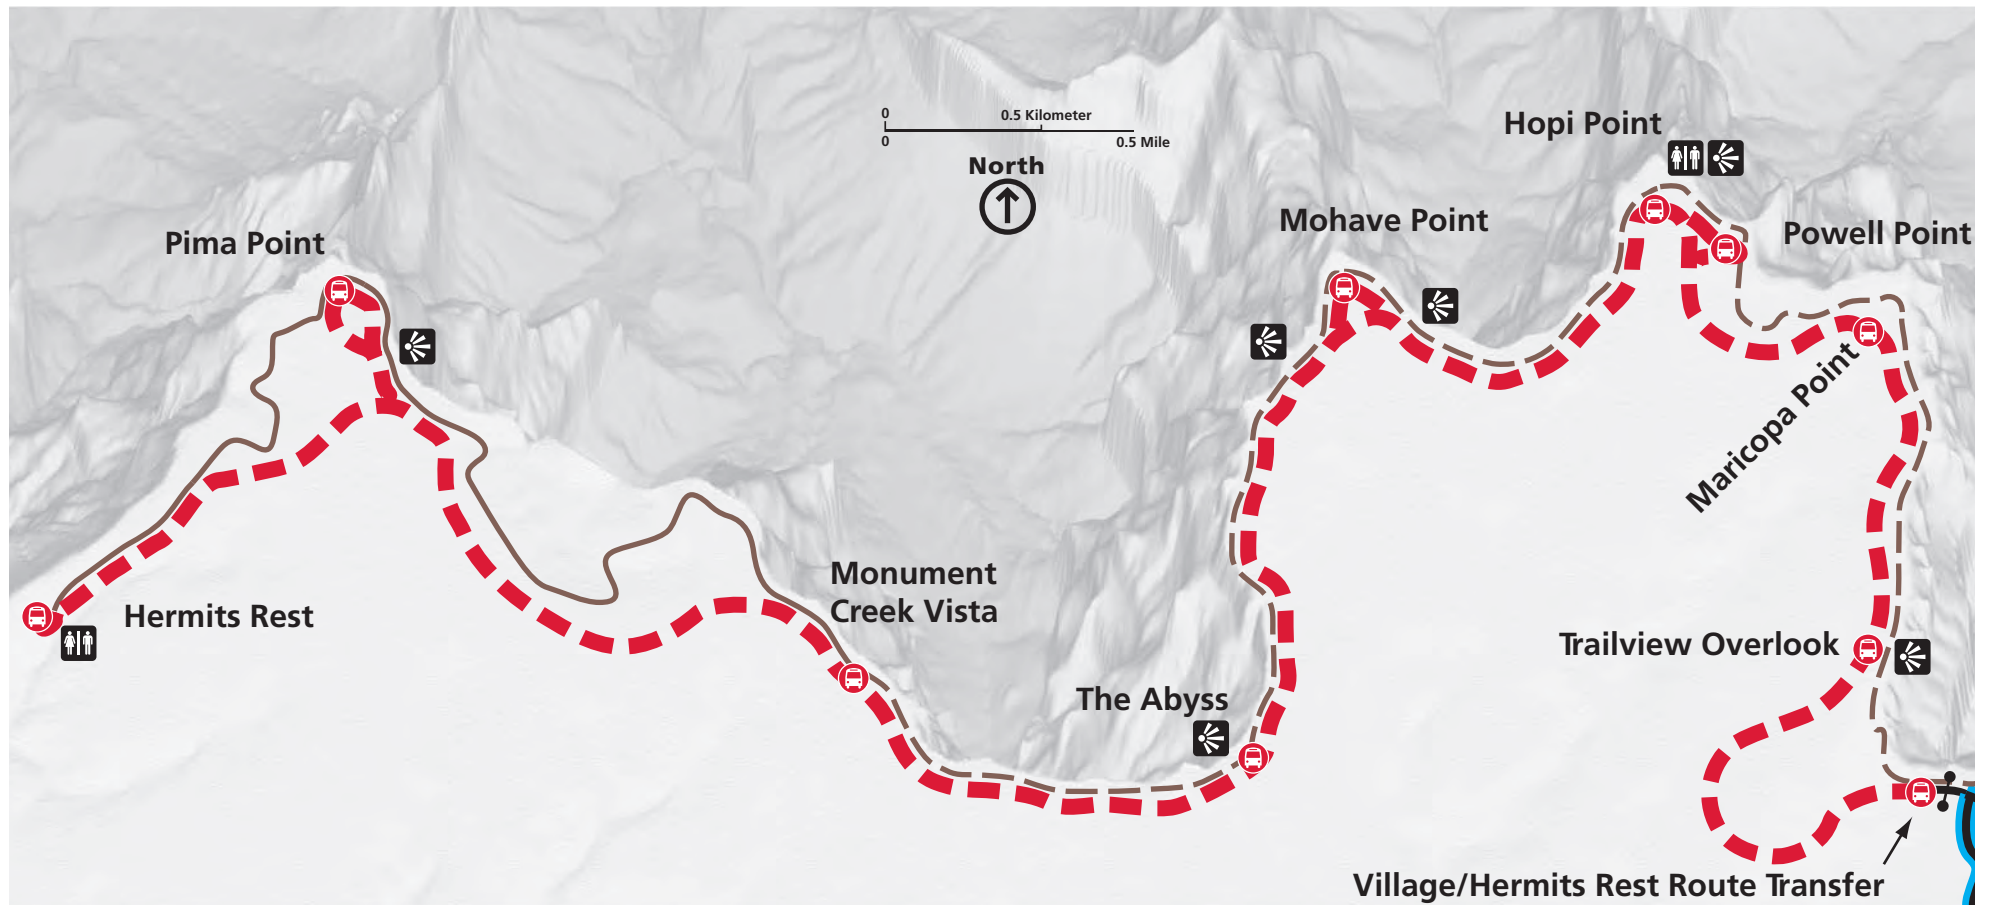 0
0.5 Kilometer
0
0.5 Mile
North
Hopi Point
Mohave Point
Powell Point
Pima Point
Maricopa Point
Monument
Creek Vista
Hermits Rest
Trailview Overlook
The Abyss
Village/Hermits Rest Route Transfer